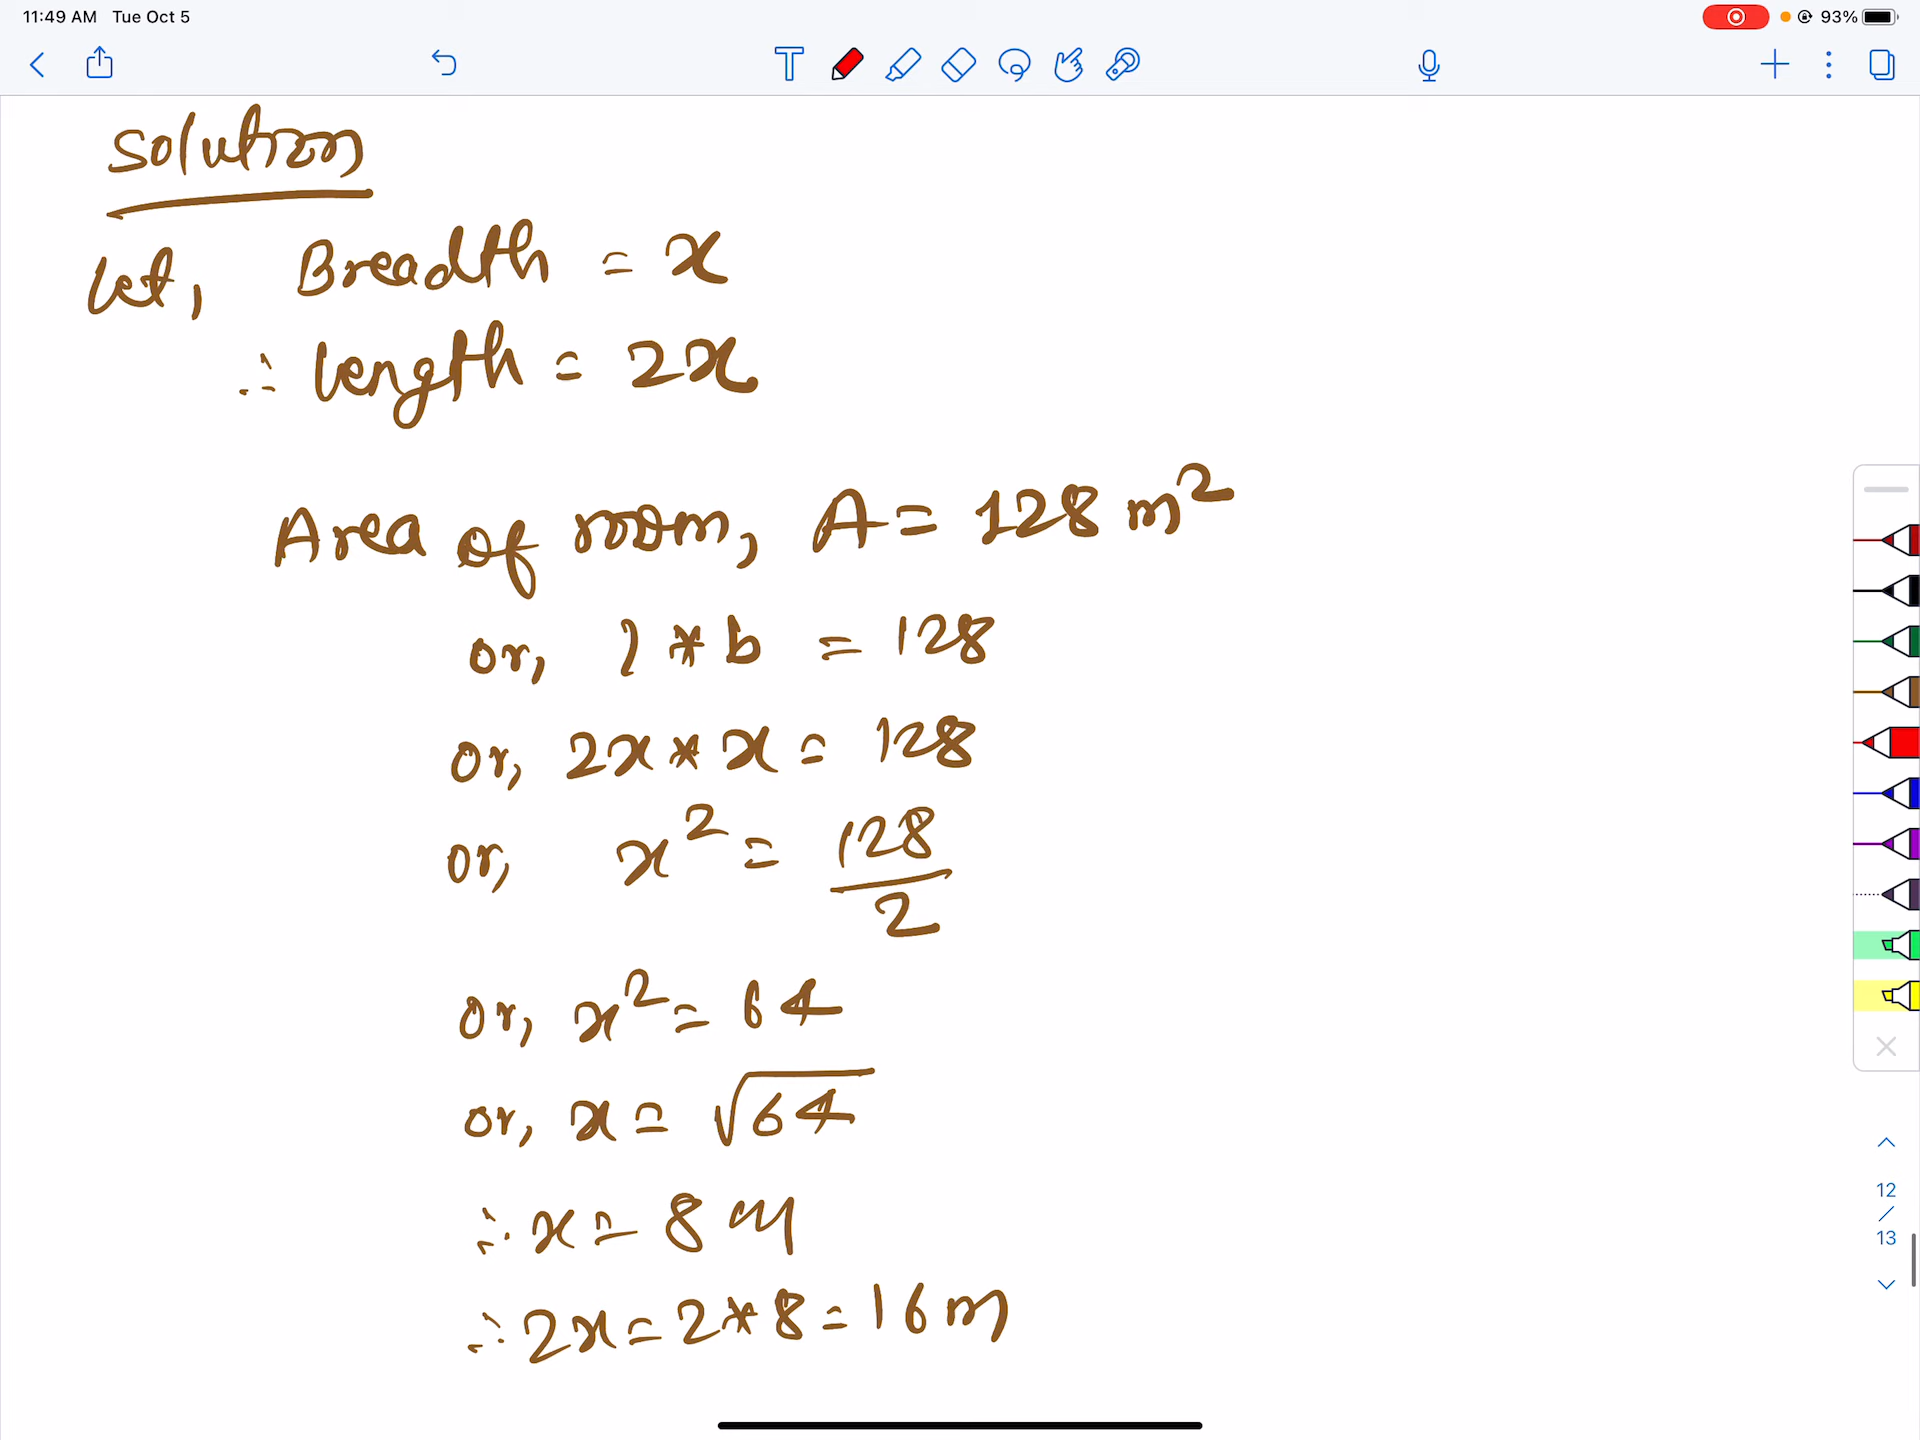 11:49 AM Tue Oct 5 93%
T
Solution
Let, Breadth = x
∴ Length = 2x
Area of room, A = 128 m²
or, l * b = 128
or, 2x * x = 128
or, x² = 128/2
or, x² = 64
or, x = √64
∴ x = 8 m
∴ 2x = 2 * 8 = 16 m
12
/
13